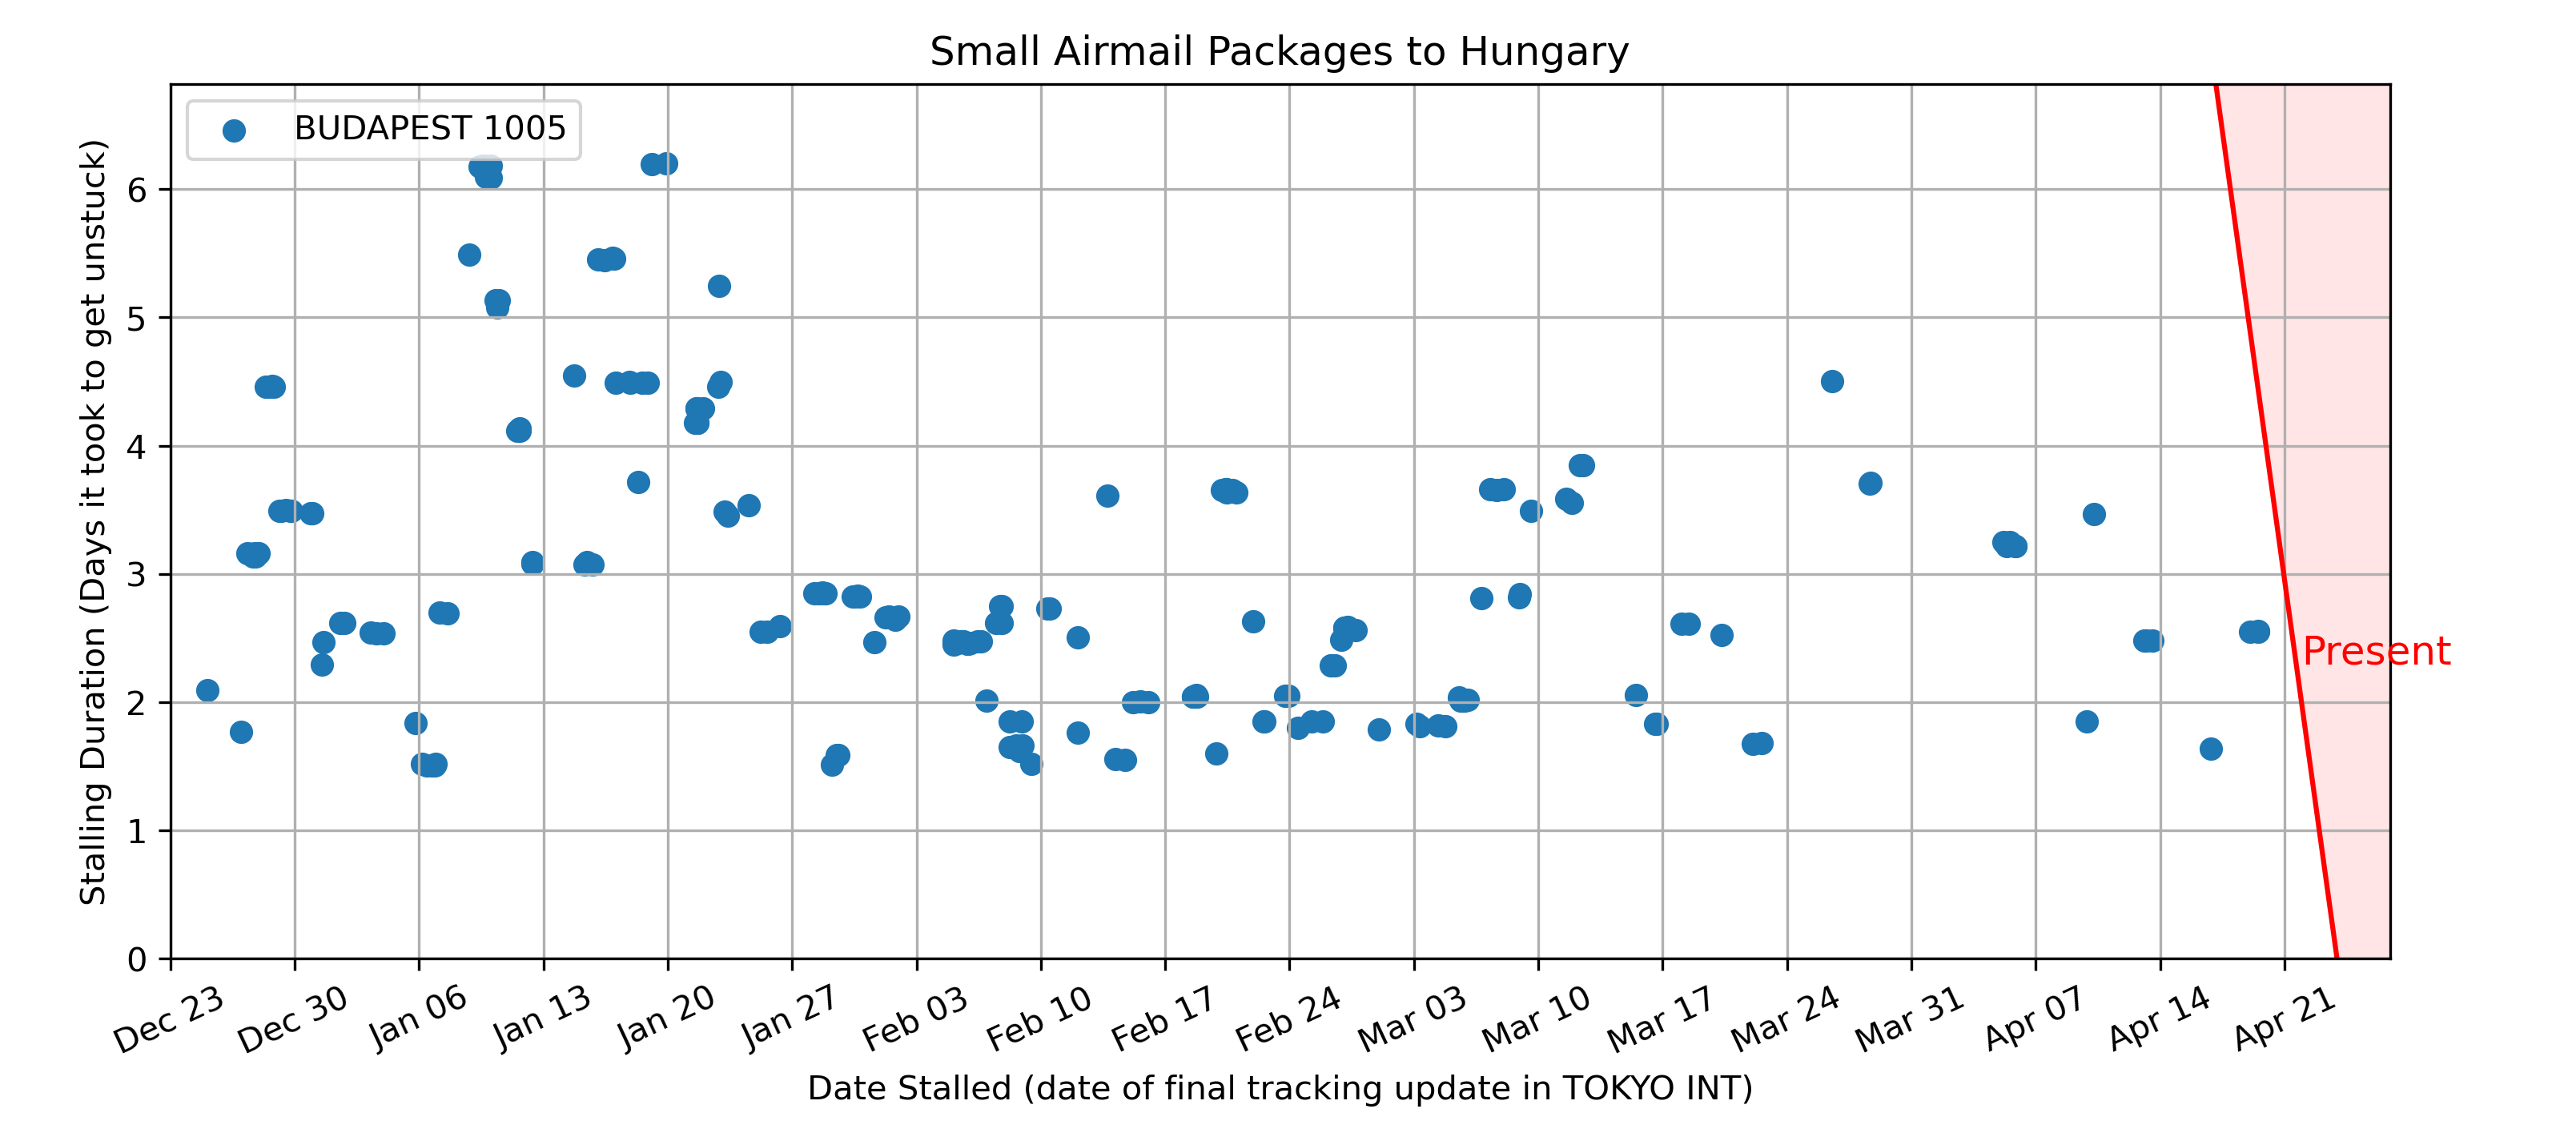 Small Airmail Packages to Hungary
BUDAPEST 1005
Stalling Duration (Days it took to get unstuck)
6
5
4
3
2
1
0
Present
Dec 23
Dec 30
Jan 06
Jan 13
Jan 20
Jan 27
Feb 03
Feb 10
Feb 17
Feb 24
Mar 03
Mar 10
Mar 17
Mar 24
Mar 31
Apr 07
Apr 14
Apr 21
Date Stalled (date of final tracking update in TOKYO INT)